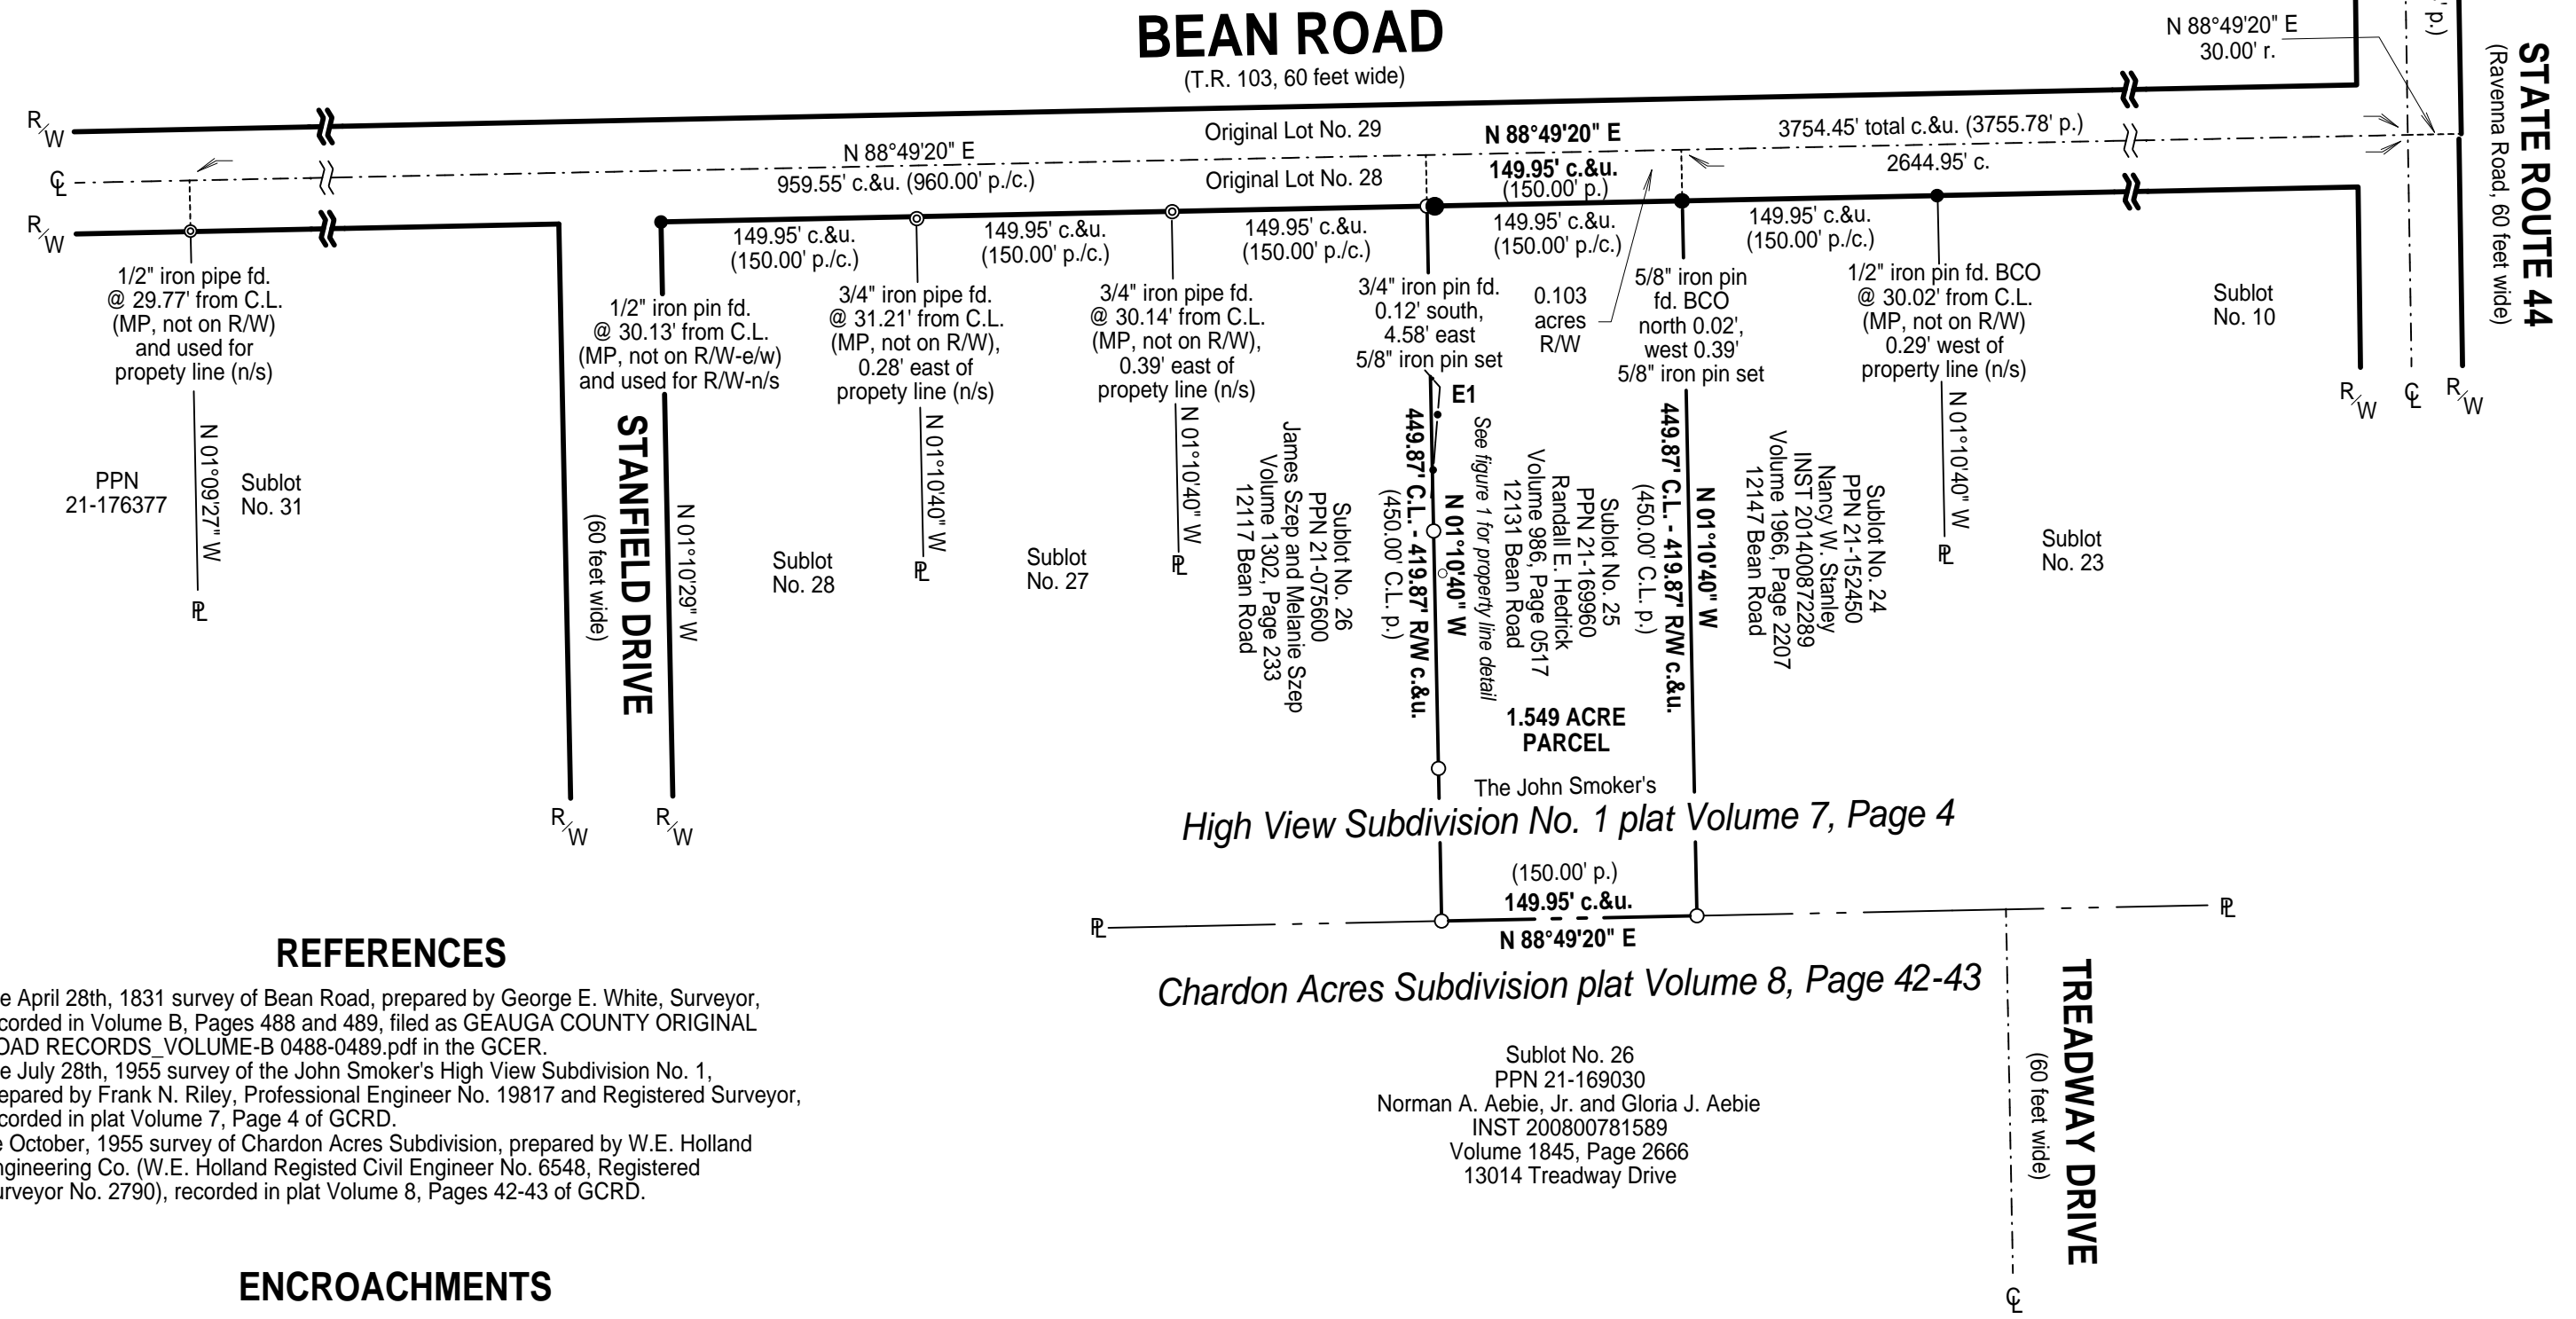 BEAN ROAD
(T.R. 103, 60 feet wide)
N 88°49'20" E
30.00' r.
' p.)
STATE ROUTE 44
(Ravenna Road, 60 feet wide)
R/W
Original Lot No. 29
N 88°49'20" E
3754.45' total c.&u. (3755.78' p.)
N 88°49'20" E
149.95' c.&u.
(150.00' p.)
2644.95' c.
CL
959.55' c.&u. (960.00' p./c.)
Original Lot No. 28
R/W
149.95' c.&u.
(150.00' p./c.)
149.95' c.&u.
(150.00' p./c.)
149.95' c.&u.
(150.00' p./c.)
149.95' c.&u.
(150.00' p./c.)
149.95' c.&u.
(150.00' p./c.)
1/2" iron pipe fd.
@ 29.77' from C.L.
(MP, not on R/W)
and used for
propety line (n/s)
1/2" iron pin fd.
@ 30.13' from C.L.
(MP, not on R/W-e/w)
and used for R/W-n/s
3/4" iron pipe fd.
@ 31.21' from C.L.
(MP, not on R/W),
0.28' east of
propety line (n/s)
3/4" iron pipe fd.
@ 30.14' from C.L.
(MP, not on R/W),
0.39' east of
propety line (n/s)
3/4" iron pin fd.
0.12' south,
4.58' east
5/8" iron pin set
0.103
acres
R/W
5/8" iron pin
fd. BCO
north 0.02',
west 0.39'
5/8" iron pin set
1/2" iron pin fd. BCO
@ 30.02' from C.L.
(MP, not on R/W)
0.29' west of
property line (n/s)
Sublot
No. 10
R/W
CL
R/W
E1
PPN
21-176377
N 01°09'27" W
Sublot
No. 31
PL
STANFIELD DRIVE
(60 feet wide)
N 01°10'29" W
R/W
R/W
Sublot
No. 28
N 01°10'40" W
PL
Sublot
No. 27
N 01°10'40" W
PL
Sublot No. 26
PPN 21-075600
James Szep and Melanie Szep
Volume 1302, Page 233
12117 Bean Road
449.87' C.L. - 419.87' R/W c.&u.
(450.00' C.L. p.)
N 01°10'40" W
See figure 1 for property line detail
Sublot No. 25
PPN 21-169960
Randall E. Hedrick
Volume 986, Page 0517
12131 Bean Road
449.87' C.L. - 419.87' R/W c.&u.
(450.00' C.L. p.)
N 01°10'40" W
Sublot No. 24
PPN 21-152450
Nancy W. Stanley
INST 201400872289
Volume 1966, Page 2207
12147 Bean Road
N 01°10'40" W
PL
Sublot
No. 23
1.549 ACRE
PARCEL
The John Smoker's
High View Subdivision No. 1 plat Volume 7, Page 4
(150.00' p.)
149.95' c.&u.
N 88°49'20" E
PL
PL
Chardon Acres Subdivision plat Volume 8, Page 42-43
Sublot No. 26
PPN 21-169030
Norman A. Aebie, Jr. and Gloria J. Aebie
INST 200800781589
Volume 1845, Page 2666
13014 Treadway Drive
TREADWAY DRIVE
(60 feet wide)
CL
REFERENCES
e April 28th, 1831 survey of Bean Road, prepared by George E. White, Surveyor,
corded in Volume B, Pages 488 and 489, filed as GEAUGA COUNTY ORIGINAL
OAD RECORDS_VOLUME-B 0488-0489.pdf in the GCER.
e July 28th, 1955 survey of the John Smoker's High View Subdivision No. 1,
epared by Frank N. Riley, Professional Engineer No. 19817 and Registered Surveyor,
corded in plat Volume 7, Page 4 of GCRD.
e October, 1955 survey of Chardon Acres Subdivision, prepared by W.E. Holland
ngineering Co. (W.E. Holland Registed Civil Engineer No. 6548, Registered
urveyor No. 2790), recorded in plat Volume 8, Pages 42-43 of GCRD.
ENCROACHMENTS